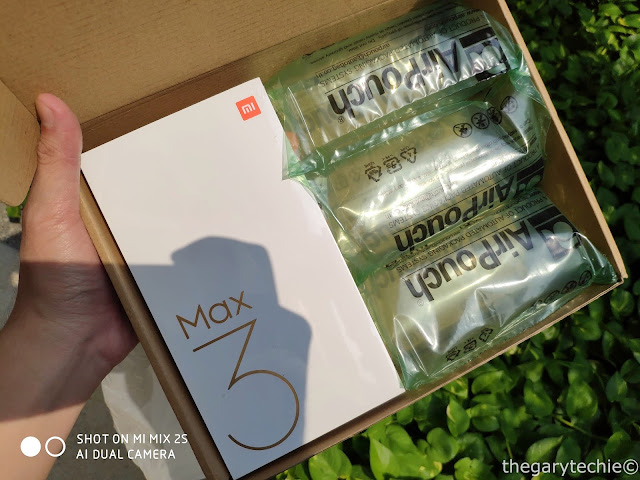 mi
Max
3
AirPouch
AirPouch
AirPouch
SHOT ON MI MIX 2S
AI DUAL CAMERA
thegarytechie©